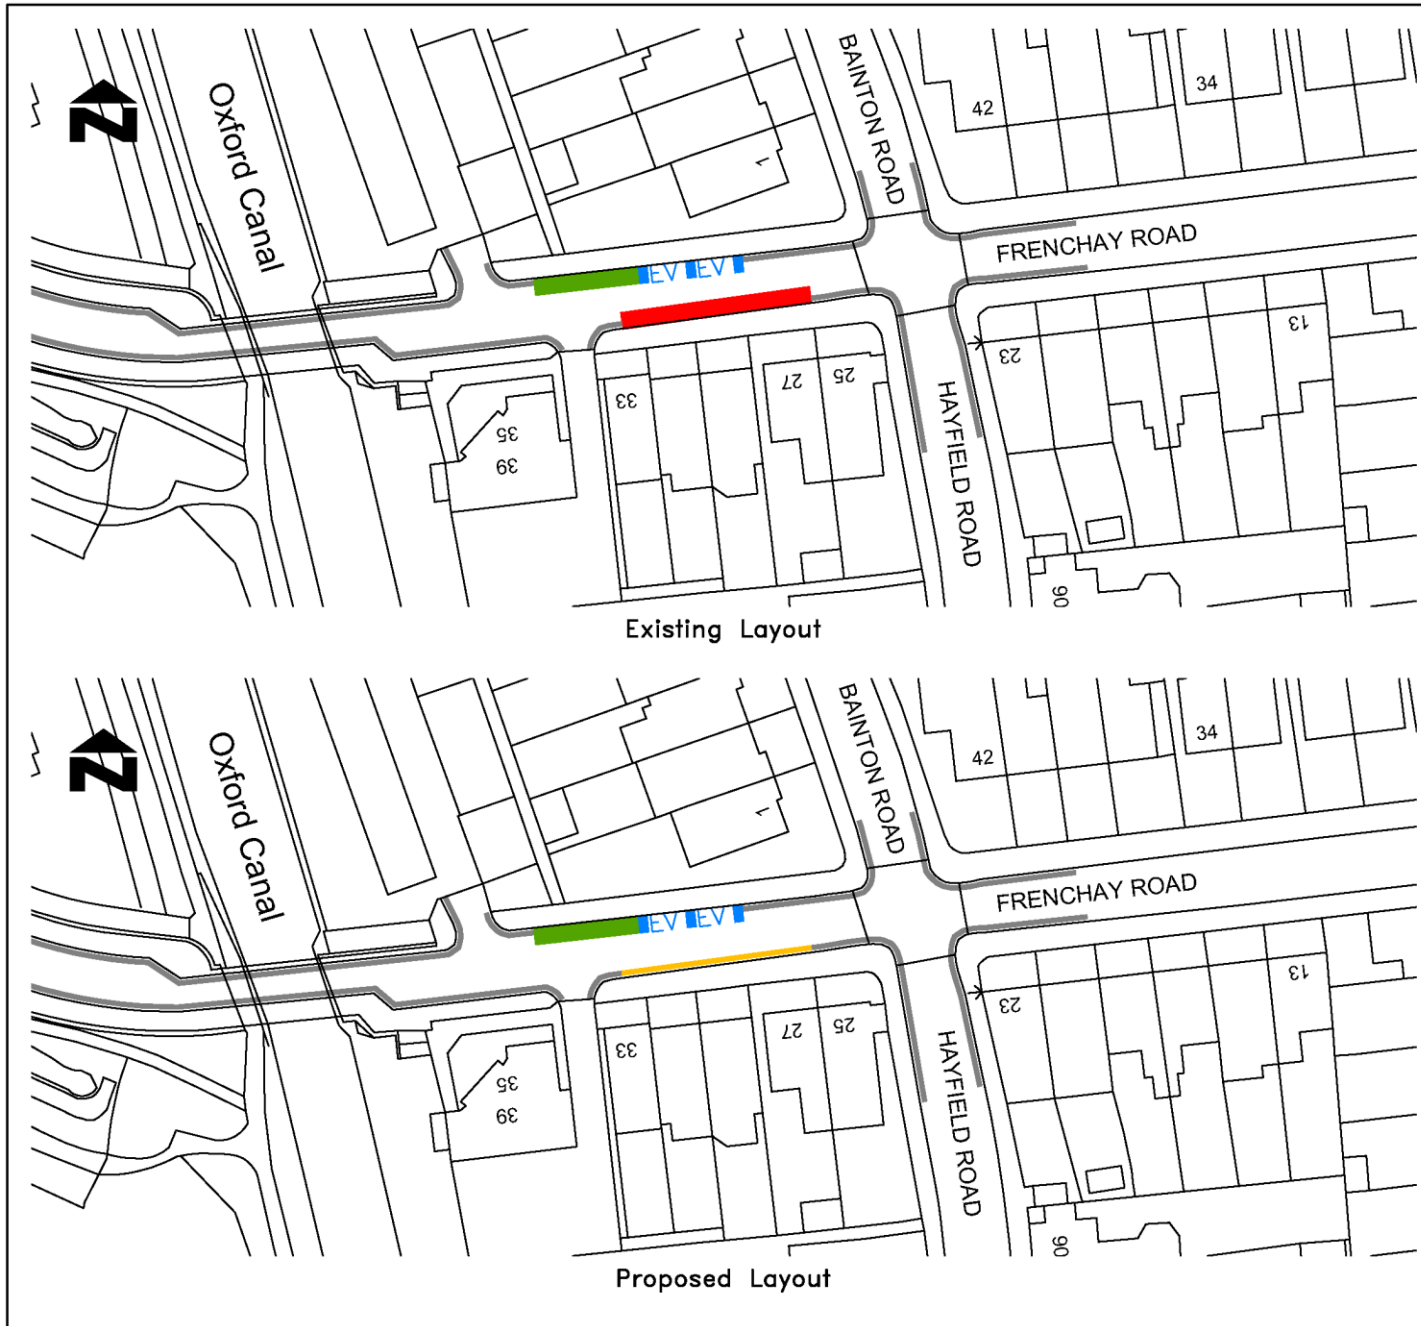 BAINTON ROAD
42
34
N
Oxford Canal
1
FRENCHAY ROAD
EV EV
13
23
33
27
25
HAYFIELD ROAD
35
39
90
Existing Layout
BAINTON ROAD
42
34
N
Oxford Canal
1
FRENCHAY ROAD
EV EV
13
23
33
27
25
HAYFIELD ROAD
35
39
90
Proposed Layout